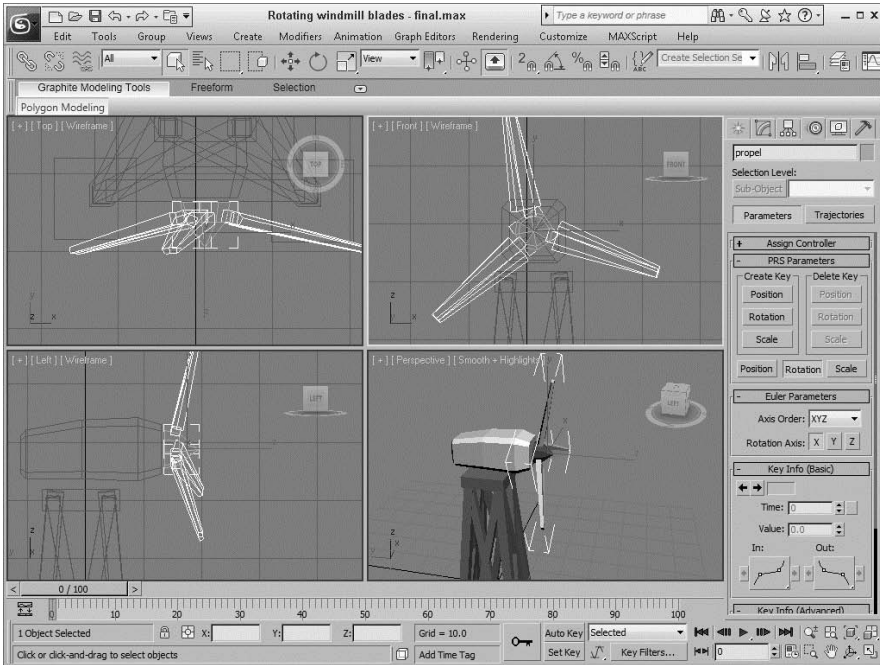 Rotating windmill blades - final.max
Type a keyword or phrase
Edit Tools Group Views Create Modifiers Animation Graph Editors Rendering Customize MAXScript Help
All
View
2
Create Selection Se
Graphite Modeling Tools Freeform Selection
Polygon Modeling
[ + ] [ Top ] [ Wireframe ]
TOP
y
z x
[ + ] [ Front ] [ Wireframe ]
FRONT
x
z
y x
[ + ] [ Left ] [ Wireframe ]
LEFT
z
[ + ] [ Perspective ] [ Smooth + Highlights ]
LEFT
x
z
propel
Selection Level:
Sub-Object
Parameters Trajectories
+ Assign Controller
- PRS Parameters
Create Key Delete Key
Position Position
Rotation Rotation
Scale Scale
Position Rotation Scale
- Euler Parameters
Axis Order: XYZ
Rotation Axis: X Y Z
- Key Info (Basic)
Time: 0
Value: 0.0
In: Out:
- Key Info (Advanced)
< 0 / 100 >
0 10 20 30 40 50 60 70 80 90 100
1 Object Selected X: Y: Z: Grid = 10.0 Auto Key Selected
Click or click-and-drag to select objects Add Time Tag Set Key Key Filters... 0